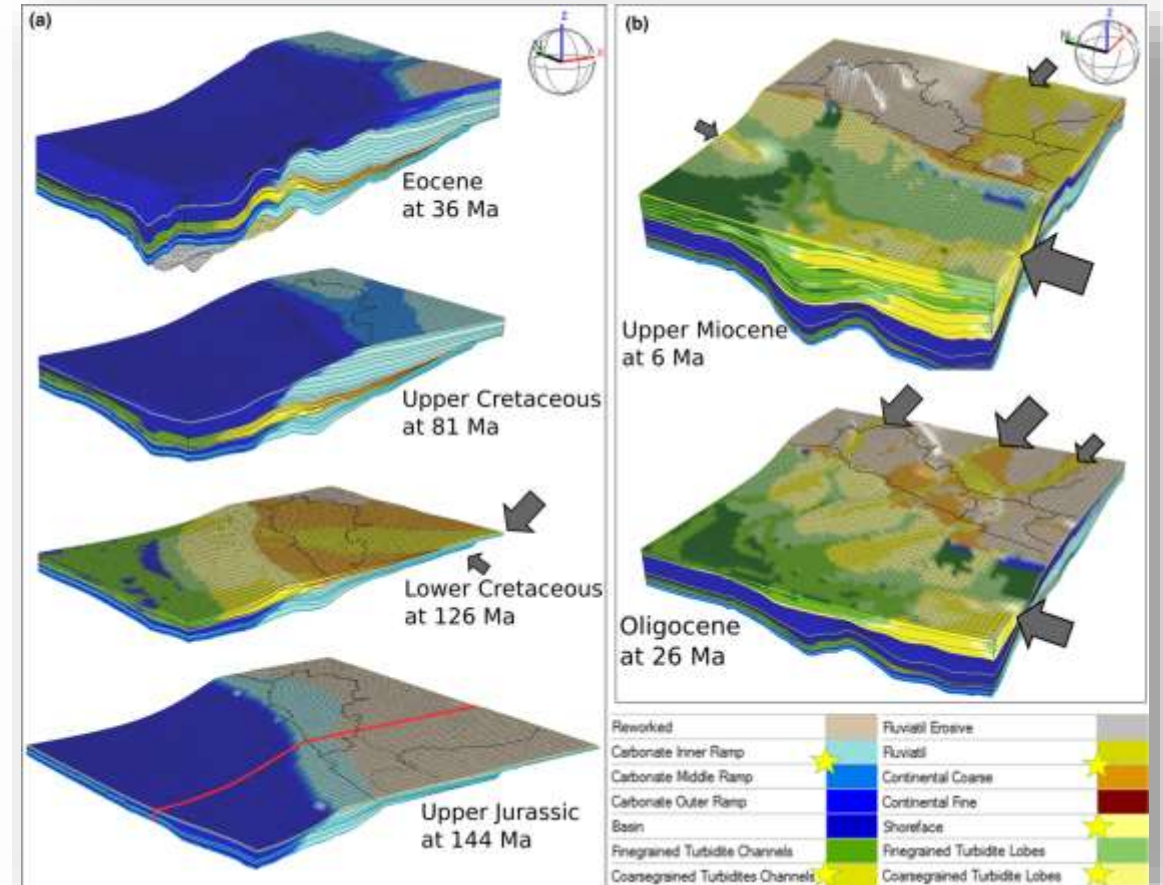 (a)
N
Z
X
Eocene
at 36 Ma
Upper Cretaceous
at 81 Ma
Lower Cretaceous
at 126 Ma
Upper Jurassic
at 144 Ma
(b)
N
Z
X
Upper Miocene
at 6 Ma
Oligocene
at 26 Ma
Reworked
Fluviatil Erosive
Carbonate Inner Ramp
Fluviatil
Carbonate Middle Ramp
Continental Coarse
Carbonate Outer Ramp
Continental Fine
Basin
Shoreface
Finegrained Turbidite Channels
Finegrained Turbidite Lobes
Coarsegrained Turbidites Channels
Coarsegrained Turbidite Lobes